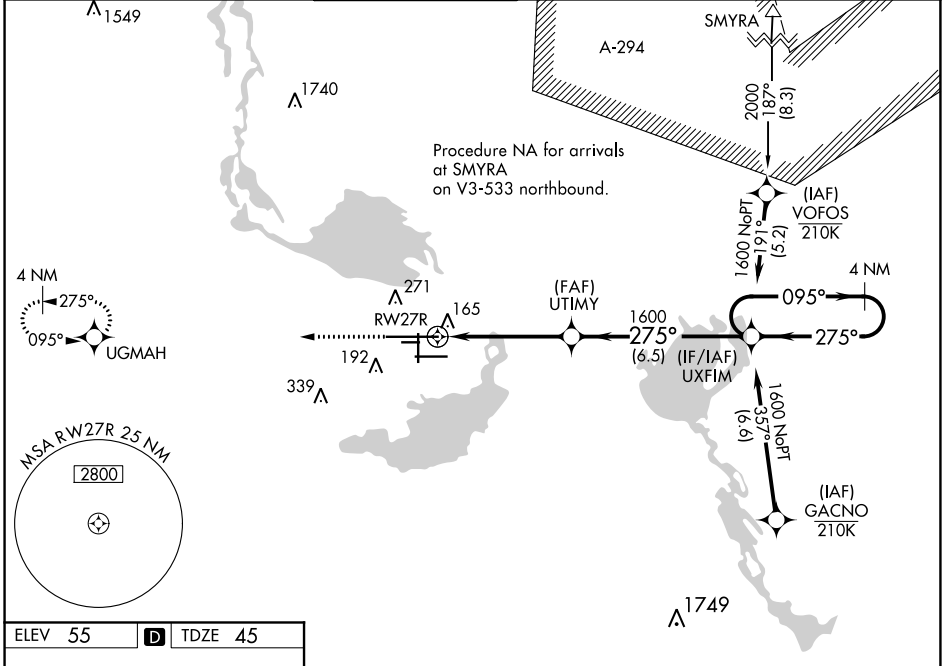 1549
SMYRA
A-294
1740
2000
187°
(8.3)
Procedure NA for arrivals
at SMYRA
on V3-533 northbound.
(IAF)
VOFOS
210K
1600 NoPT
191°
(5.2)
4 NM
275°
095°
UGMAH
271
RW27R
165
192
339
(FAF)
UTIMY
1600
275°
(6.5)
(IF/IAF)
UXFIM
4 NM
095°
275°
1600 NoPT
357°
(6.6)
MSA RW27R 25 NM
2800
(IAF)
GACNO
210K
1749
ELEV 55 D TDZE 45